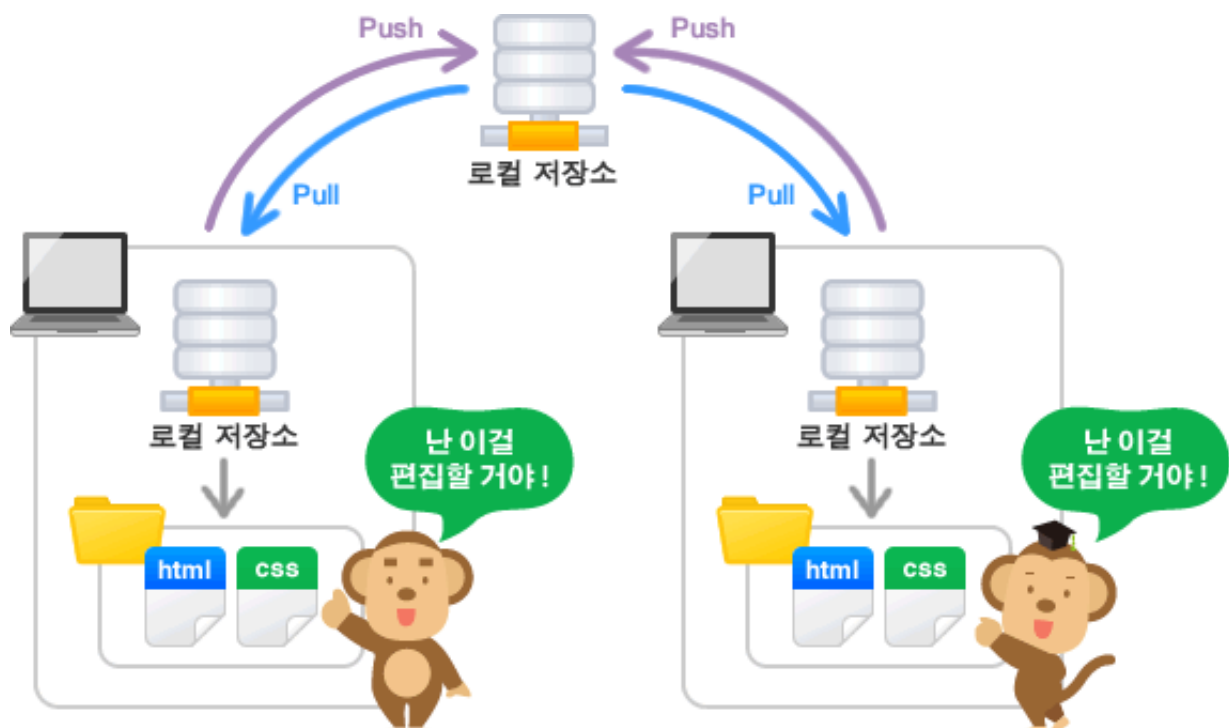 Push
Push
로컬 저장소
Pull
Pull
로컬 저장소
난 이걸
편집할 거야 !
html
css
로컬 저장소
난 이걸
편집할 거야 !
html
css